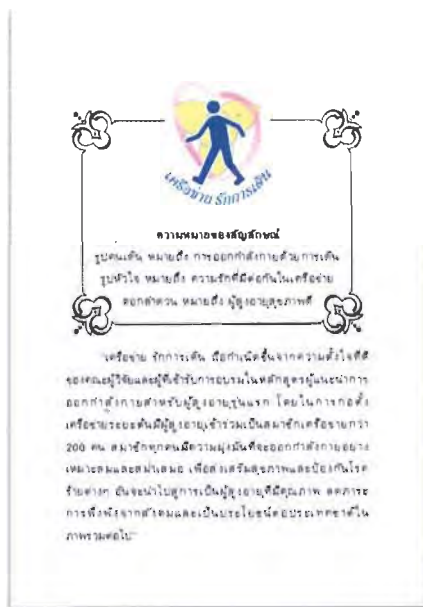 เครือข่าย รักการเดิน
ความหมายของสัญลักษณ์
รูปคนเดิน หมายถึง การออกกำลังกายด้วยการเดิน
รูปหัวใจ หมายถึง ความรักที่มีต่อกันในเครือข่าย
ดอกลำดวน หมายถึง ผู้สูงอายุสุขภาพดี
"เครือข่าย รักการเดิน ถือกำเนิดขึ้นจากความตั้งใจที่ดี
ของคณะผู้วิจัยและผู้ที่เข้ารับการอบรมในหลักสูตรผู้แนะนำการ
ออกกำลังกายสำหรับผู้สูงอายุรุ่นแรก โดยในการก่อตั้ง
เครือข่ายระยะต้นมีผู้สูงอายุเข้าร่วมเป็นสมาชิกเครือข่ายกว่า
200 คน สมาชิกทุกคนมีความมุ่งมั่นที่จะออกกำลังกายอย่าง
เหมาะสมและสม่ำเสมอ เพื่อส่งเสริมสุขภาพและป้องกันโรค
ร้ายต่างๆ อันจะนำไปสู่การเป็นผู้สูงอายุที่มีคุณภาพ ลดภาระ
การพึ่งพิงจากสังคมและเป็นประโยชน์ต่อประเทศชาติใน
ภาพรวมต่อไป"